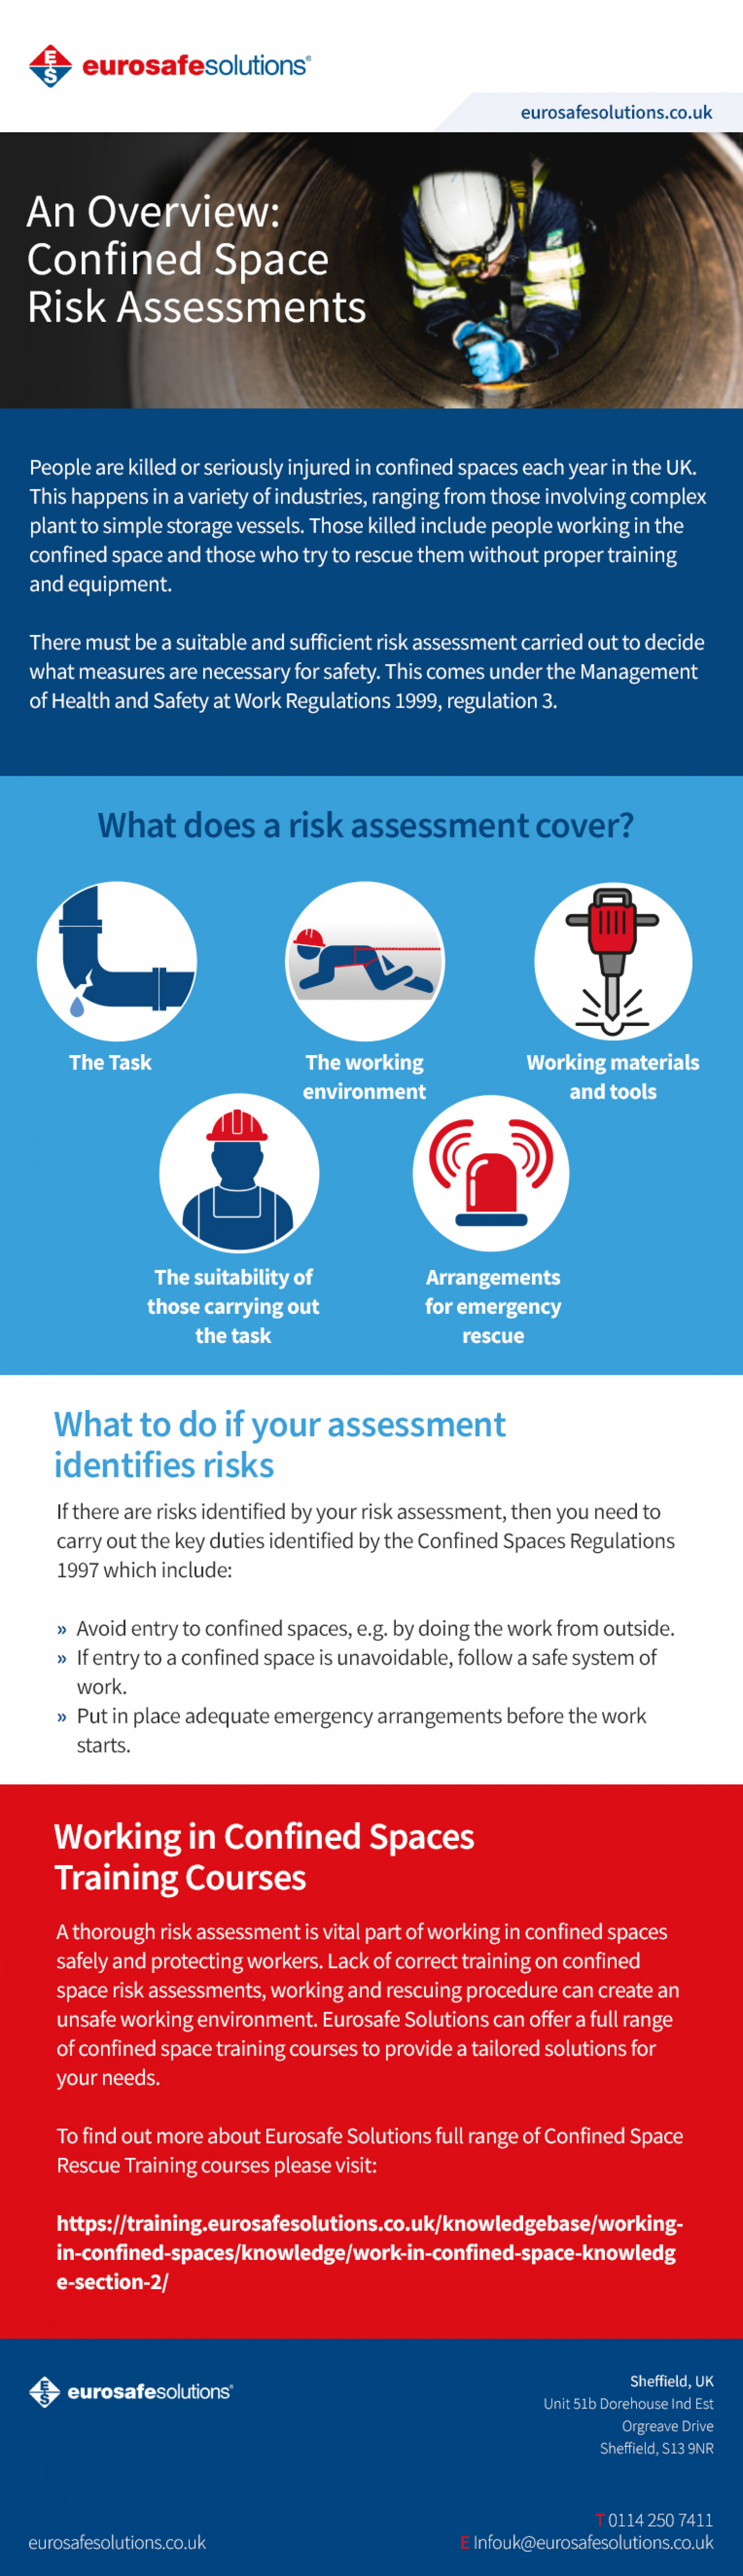 eurosafesolutions®
eurosafesolutions.co.uk
An Overview:
Confined Space
Risk Assessments
People are killed or seriously injured in confined spaces each year in the UK.
This happens in a variety of industries, ranging from those involving complex
plant to simple storage vessels. Those killed include people working in the
confined space and those who try to rescue them without proper training
and equipment.
There must be a suitable and sufficient risk assessment carried out to decide
what measures are necessary for safety. This comes under the Management
of Health and Safety at Work Regulations 1999, regulation 3.
What does a risk assessment cover?
The Task
The working
environment
Working materials
and tools
The suitability of
those carrying out
the task
Arrangements
for emergency
rescue
What to do if your assessment
identifies risks
If there are risks identified by your risk assessment, then you need to
carry out the key duties identified by the Confined Spaces Regulations
1997 which include:
» Avoid entry to confined spaces, e.g. by doing the work from outside.
» If entry to a confined space is unavoidable, follow a safe system of
work.
» Put in place adequate emergency arrangements before the work
starts.
Working in Confined Spaces
Training Courses
A thorough risk assessment is vital part of working in confined spaces
safely and protecting workers. Lack of correct training on confined
space risk assessments, working and rescuing procedure can create an
unsafe working environment. Eurosafe Solutions can offer a full range
of confined space training courses to provide a tailored solutions for
your needs.
To find out more about Eurosafe Solutions full range of Confined Space
Rescue Training courses please visit:
https://training.eurosafesolutions.co.uk/knowledgebase/working-
in-confined-spaces/knowledge/work-in-confined-space-knowledg
e-section-2/
eurosafesolutions®
Sheffield, UK
Unit 51b Dorehouse Ind Est
Orgreave Drive
Sheffield, S13 9NR
T 0114 250 7411
eurosafesolutions.co.uk
E Infouk@eurosafesolutions.co.uk